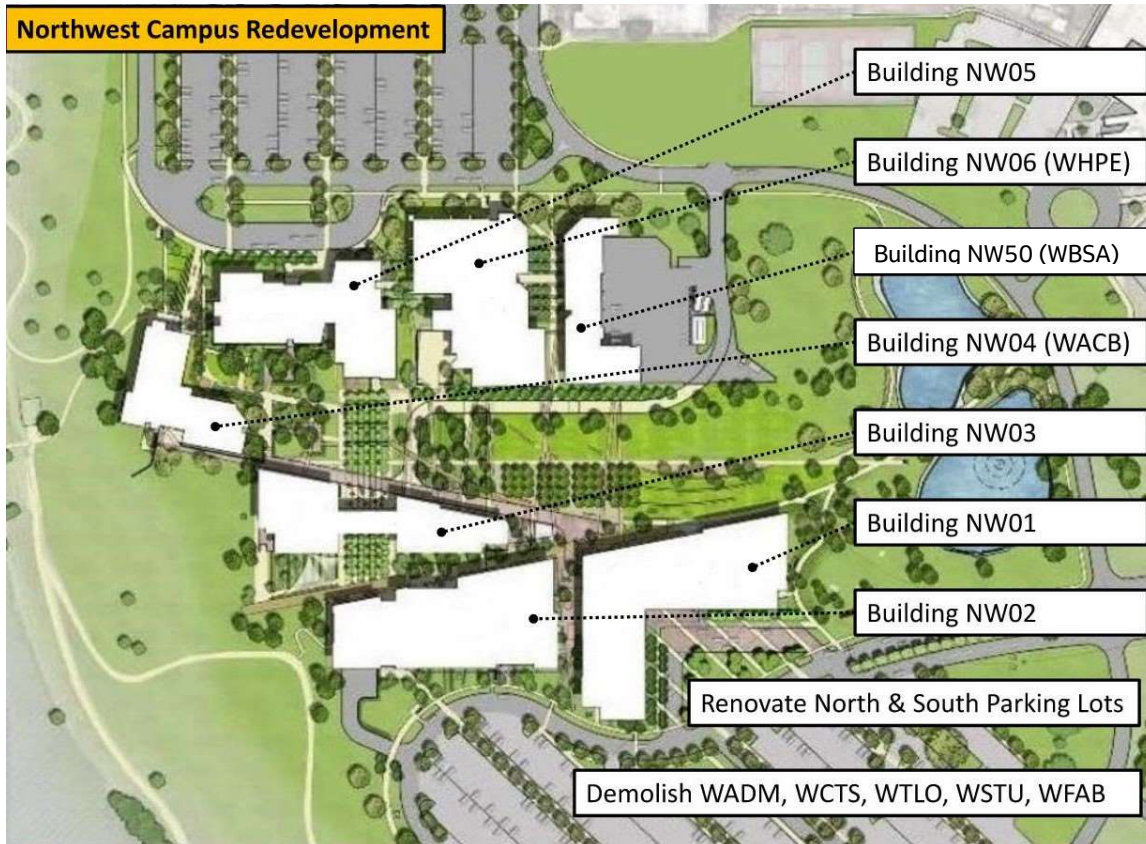 Northwest Campus Redevelopment
Building NW05
Building NW06 (WHPE)
Building NW50 (WBSA)
Building NW04 (WACB)
Building NW03
Building NW01
Building NW02
Renovate North & South Parking Lots
Demolish WADM, WCTS, WTLO, WSTU, WFAB